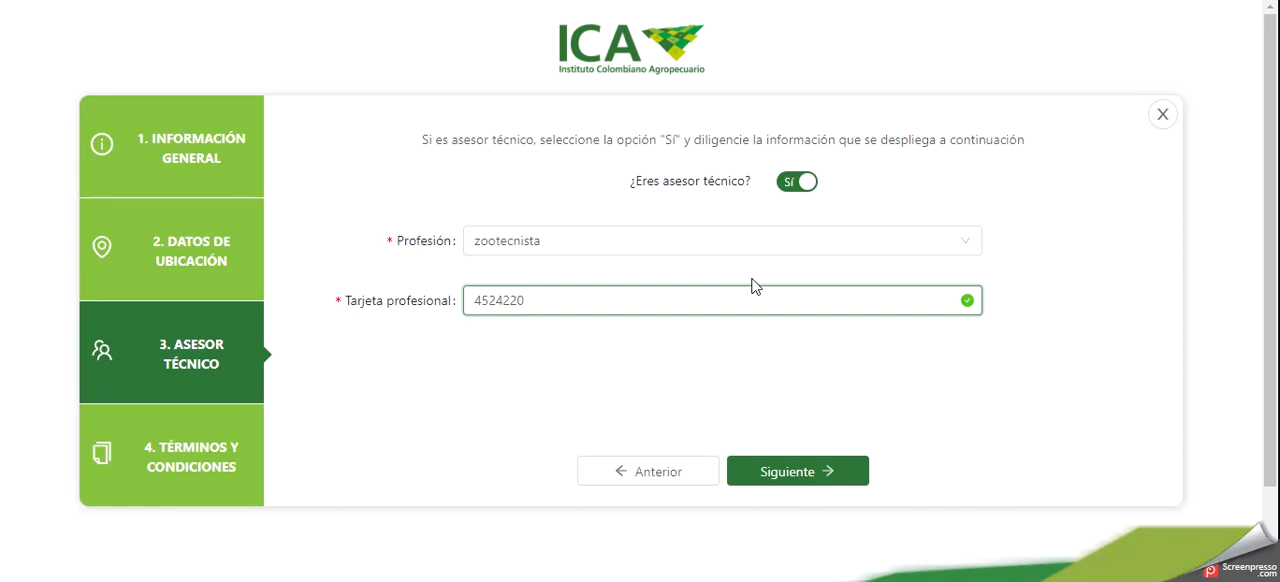 ICA
Instituto Colombiano Agropecuario
X
1. INFORMACIÓN
GENERAL
2. DATOS DE
UBICACIÓN
3. ASESOR
TÉCNICO
4. TÉRMINOS Y
CONDICIONES
Si es asesor técnico, seleccione la opción "Sí" y diligencie la información que se despliega a continuación
¿Eres asesor técnico? Sí
* Profesión: zootecnista
* Tarjeta profesional: 4524220
← Anterior
Siguiente →
Screenpresso
.com